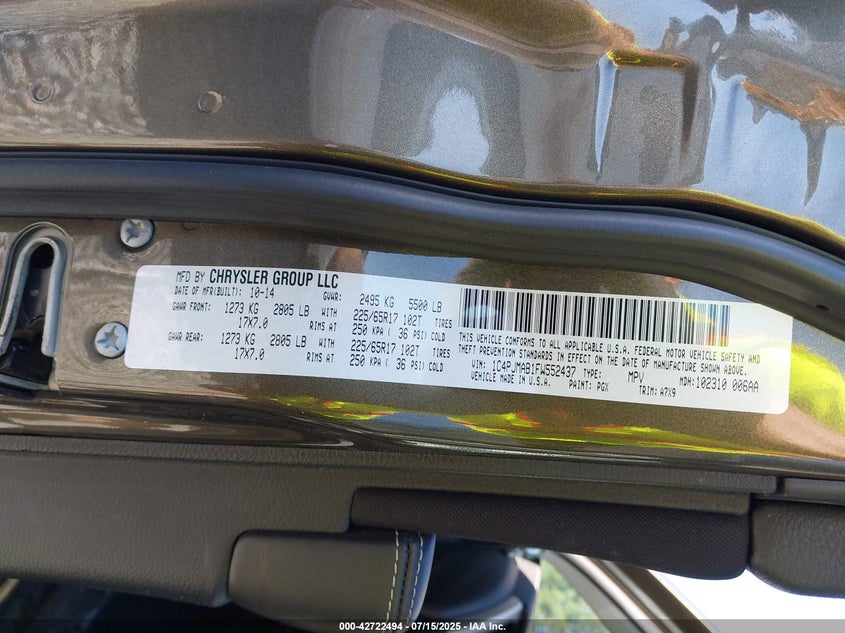 MFD BY CHRYSLER GROUP LLC
DATE OF MFR(BUILT): 10-14 GVWR: 2495 KG 5500 LB
GAWR FRONT: 1273 KG 2805 LB WITH 225/65R17 102T TIRES
17X7.0 RIMS AT 250 KPA ( 36 PSI) COLD
GAWR REAR: 1273 KG 2805 LB WITH 225/65R17 102T TIRES
17X7.0 RIMS AT 250 KPA ( 36 PSI) COLD
THIS VEHICLE CONFORMS TO ALL APPLICABLE U.S.A. FEDERAL MOTOR VEHICLE SAFETY AND
THEFT PREVENTION STANDARDS IN EFFECT ON THE DATE OF MANUFACTURE SHOWN ABOVE.
VIN: 1C4PJMAB1FW552437 TYPE: MPV MDH: 102310 006AA
VEHICLE MADE IN U.S.A. PAINT: PGX TRIM: A7X9
000-42722494 - 07/15/2025 - IAA Inc.